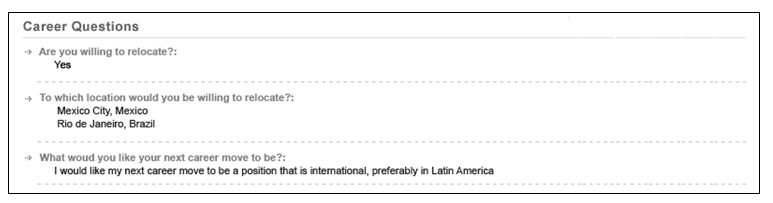 Career Questions
Are you willing to relocate?:
Yes
To which location would you be willing to relocate?:
Mexico City, Mexico
Rio de Janeiro, Brazil
What woud you like your next career move to be?:
I would like my next career move to be a position that is international, preferably in Latin America